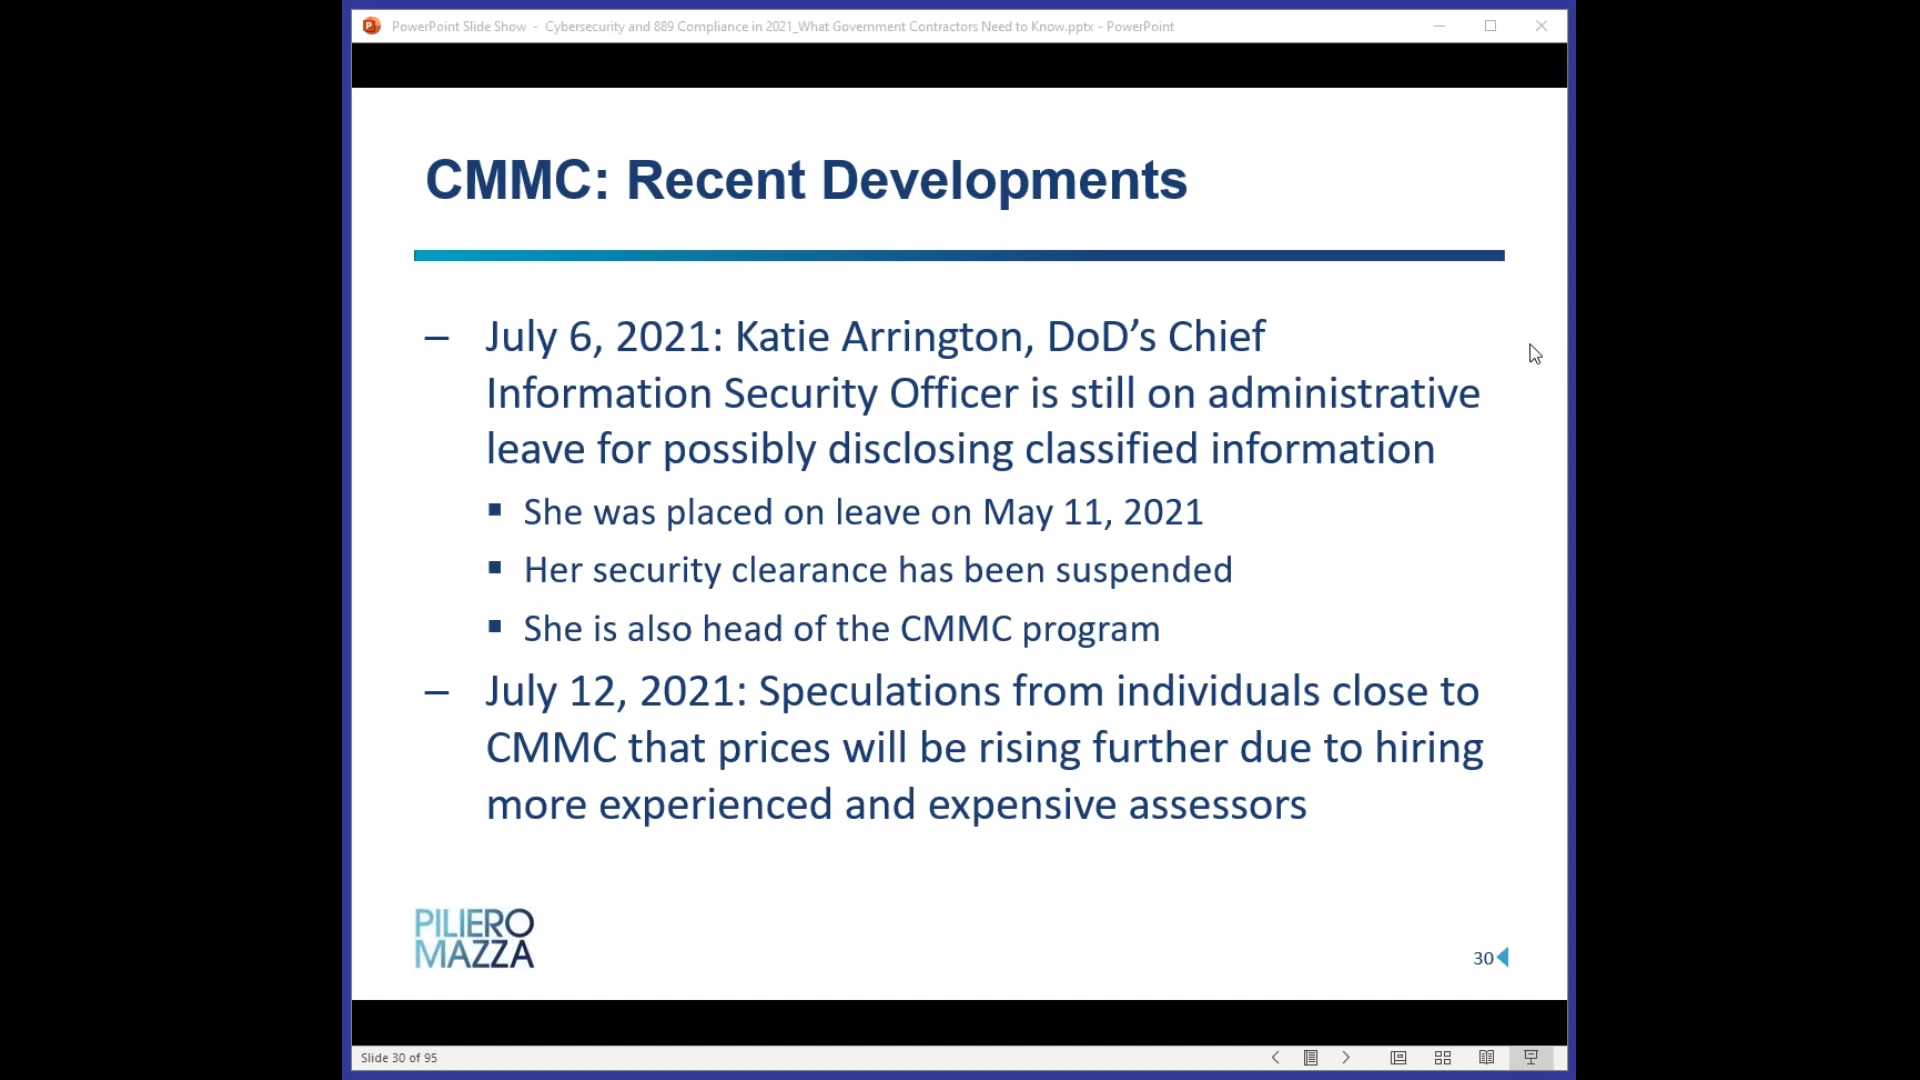 PowerPoint Slide Show - Cybersecurity and 889 Compliance in 2021_What Government Contractors Need to Know.pptx - PowerPoint
CMMC: Recent Developments
– July 6, 2021: Katie Arrington, DoD’s Chief
Information Security Officer is still on administrative
leave for possibly disclosing classified information
▪ She was placed on leave on May 11, 2021
▪ Her security clearance has been suspended
▪ She is also head of the CMMC program
– July 12, 2021: Speculations from individuals close to
CMMC that prices will be rising further due to hiring
more experienced and expensive assessors
PILIERO
MAZZA
30
Slide 30 of 95